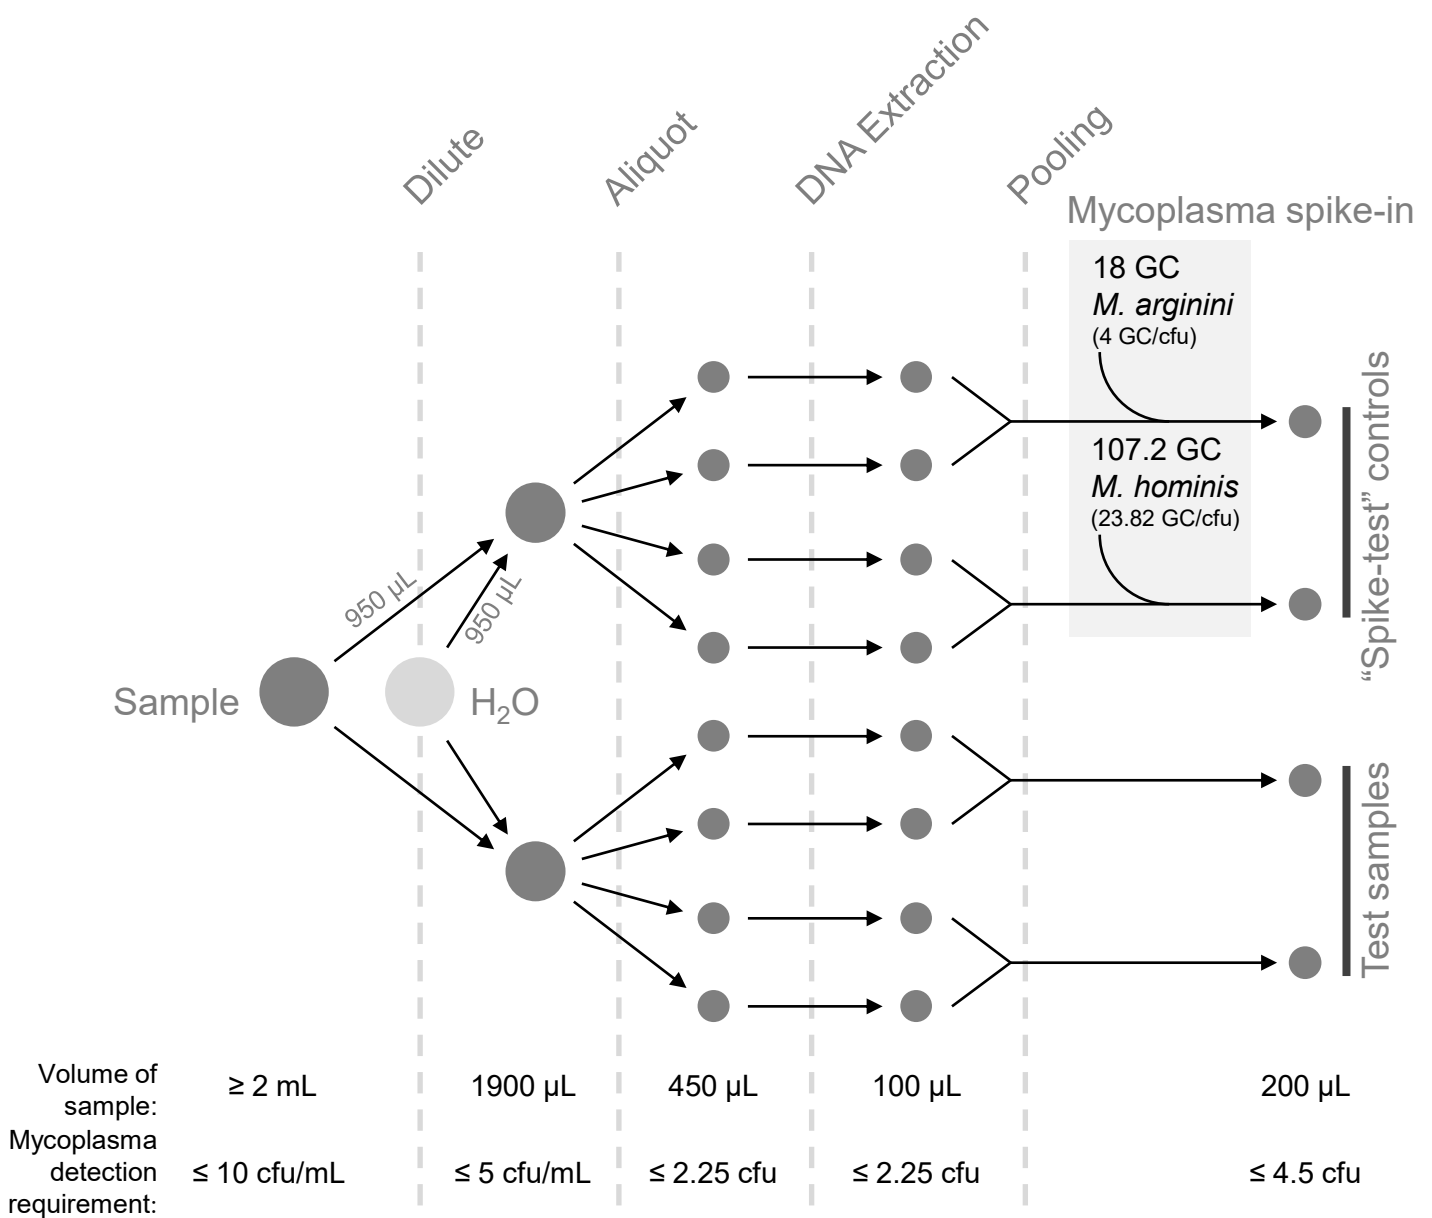 Dilute
Aliquot
DNA Extraction
Pooling
Mycoplasma spike-in
18 GC
M. arginini
(4 GC/cfu)
107.2 GC
M. hominis
(23.82 GC/cfu)
“Spike-test” controls
950 µL
950 µL
Sample
H₂O
Test samples
Volume of
sample:
≥ 2 mL
1900 µL
450 µL
100 µL
200 µL
Mycoplasma
detection
requirement:
≤ 10 cfu/mL
≤ 5 cfu/mL
≤ 2.25 cfu
≤ 2.25 cfu
≤ 4.5 cfu